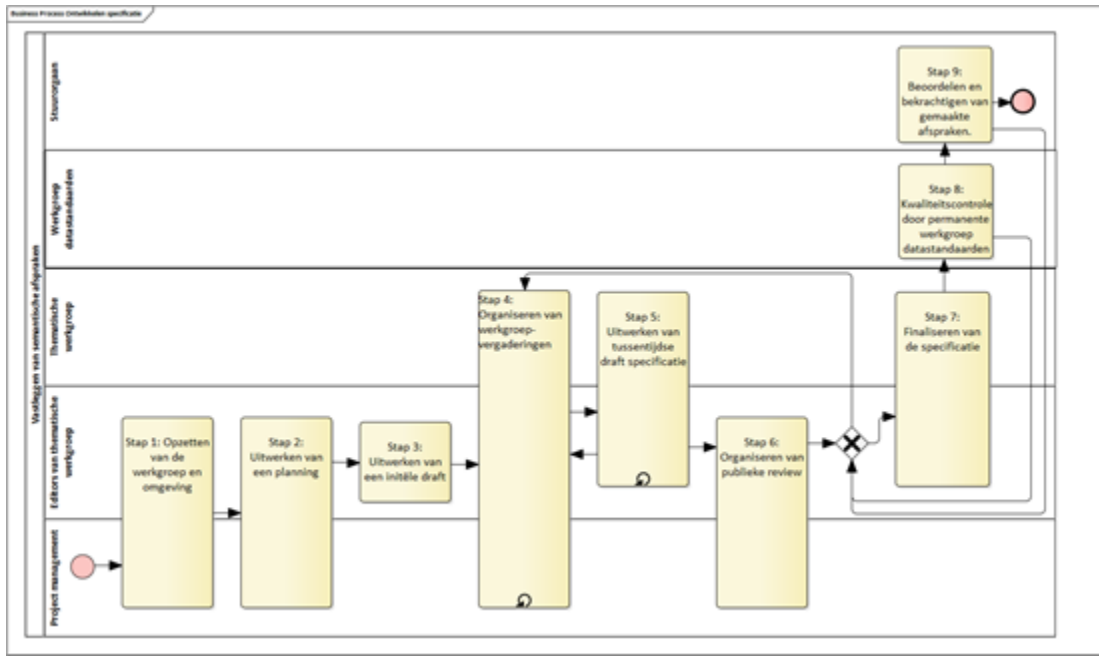 Business Process Ontwikkelen specificatie
Vastleggen van semantische afspraken
Stuurorgaan
Werkgroep
datastandaarden
Thematische
werkgroep
Editors van thematische
werkgroep
Project management
Stap 1: Opzetten
van de
werkgroep en
omgeving
Stap 2:
Uitwerken van
een planning
Stap 3:
Uitwerken van
een initële draft
Stap 4:
Organiseren van
werkgroep-
vergaderingen
Stap 5:
Uitwerken van
tussentijdse
draft specificatie
Stap 6:
Organiseren van
publieke review
Stap 7:
Finaliseren van
de specificatie
Stap 8:
Kwaliteitscontrole
door permanente
werkgroep
datastandaarden
Stap 9:
Beoordelen en
bekrachtigen van
gemaakte
afspraken.